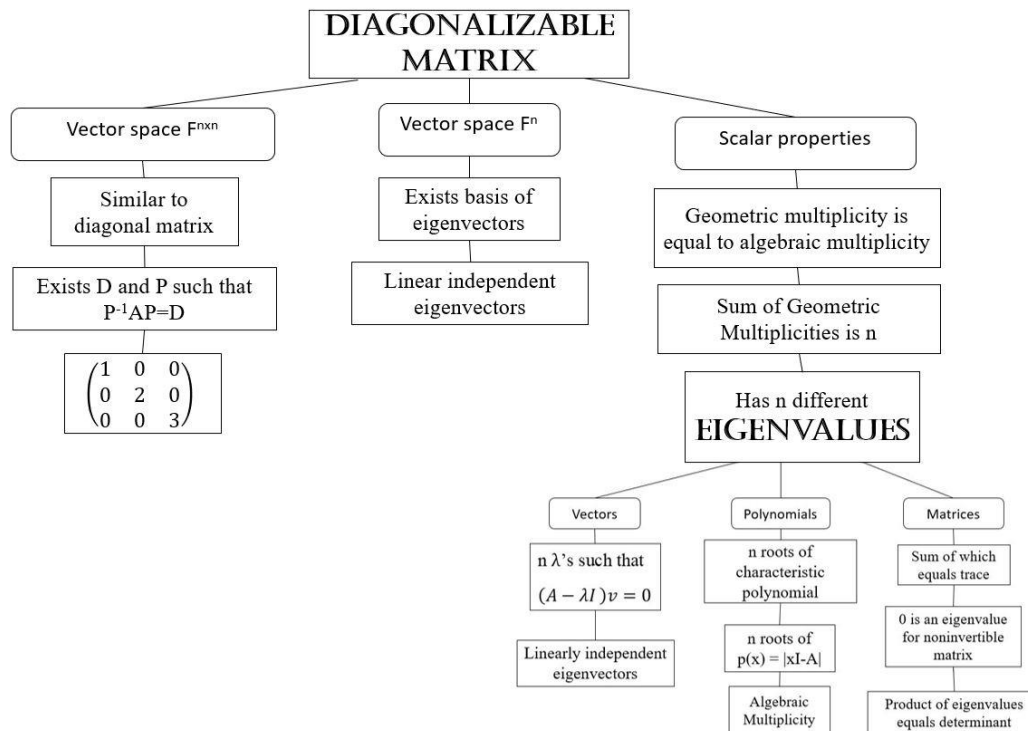 DIAGONALIZABLE
MATRIX
Vector space Fⁿˣⁿ
Similar to
diagonal matrix
Exists D and P such that
P⁻¹AP=D
1 0 0
0 2 0
0 0 3
Vector space Fⁿ
Exists basis of
eigenvectors
Linear independent
eigenvectors
Scalar properties
Geometric multiplicity is
equal to algebraic multiplicity
Sum of Geometric
Multiplicities is n
Has n different
EIGENVALUES
Vectors
n λ’s such that
(A − λI)v = 0
Linearly independent
eigenvectors
Polynomials
n roots of
characteristic
polynomial
n roots of
p(x) = |xI-A|
Algebraic
Multiplicity
Matrices
Sum of which
equals trace
0 is an eigenvalue
for noninvertible
matrix
Product of eigenvalues
equals determinant